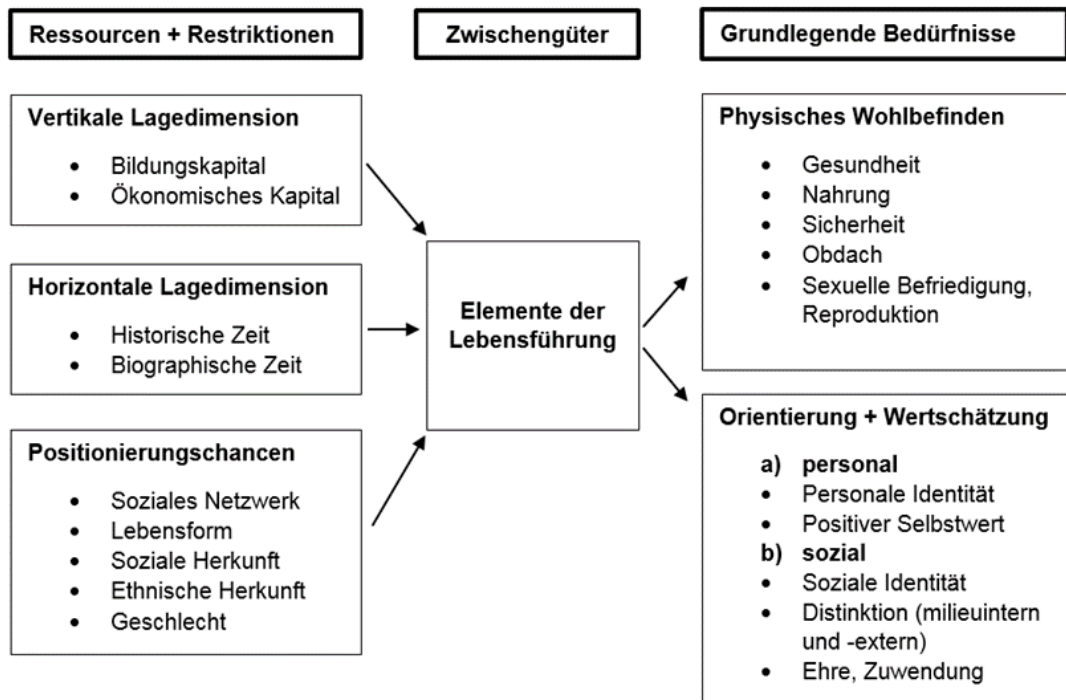 Ressourcen + Restriktionen
Zwischengüter
Grundlegende Bedürfnisse
Vertikale Lagedimension
• Bildungskapital
• Ökonomisches Kapital
Horizontale Lagedimension
• Historische Zeit
• Biographische Zeit
Positionierungschancen
• Soziales Netzwerk
• Lebensform
• Soziale Herkunft
• Ethnische Herkunft
• Geschlecht
Elemente der
Lebensführung
Physisches Wohlbefinden
• Gesundheit
• Nahrung
• Sicherheit
• Obdach
• Sexuelle Befriedigung,
Reproduktion
Orientierung + Wertschätzung
a) personal
• Personale Identität
• Positiver Selbstwert
b) sozial
• Soziale Identität
• Distinktion (milieuintern
und -extern)
• Ehre, Zuwendung